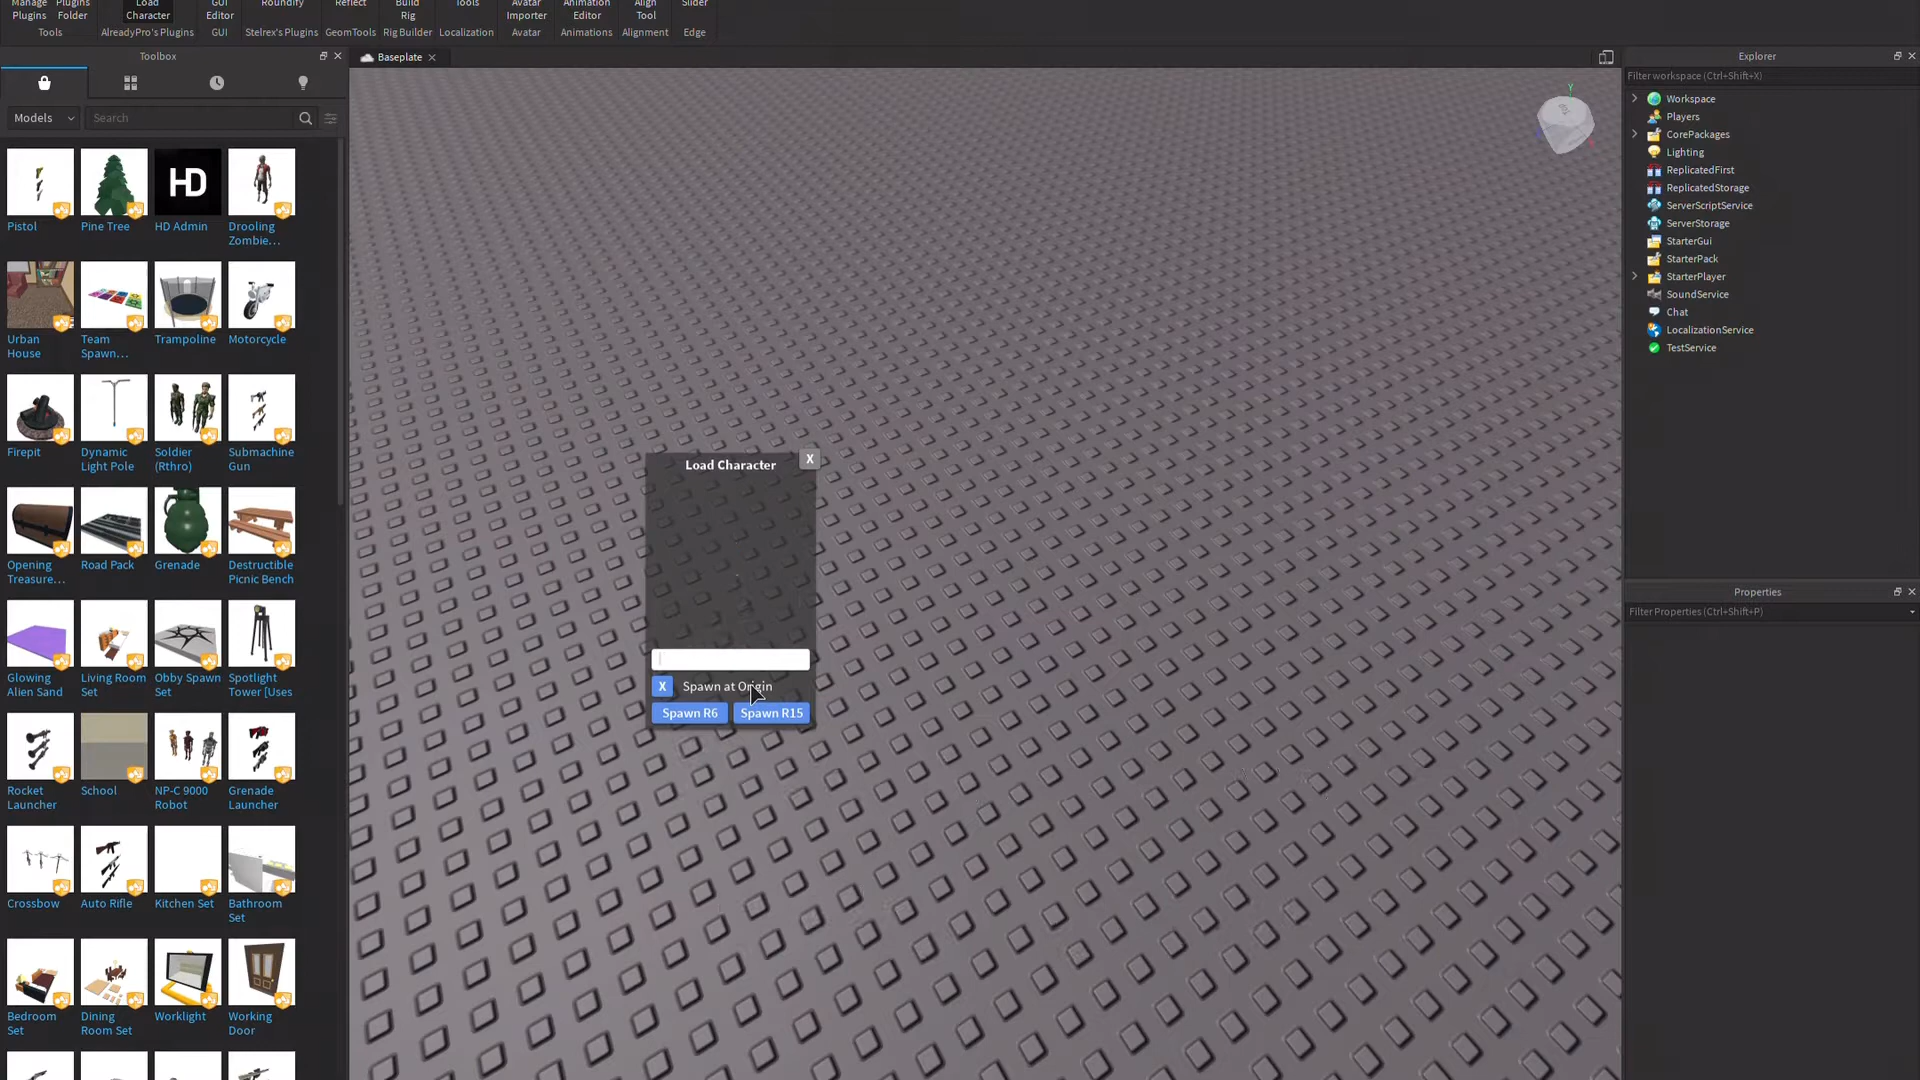 Manage Plugins
Plugins Folder
Load Character
GUI Editor
Roundify
Reflect
Build Rig
Tools
Avatar Importer
Animation Editor
Align Tool
Slider
Tools
AlreadyPro's Plugins
GUI
Stelrex's Plugins
GeomTools
Rig Builder
Localization
Avatar
Animations
Alignment
Edge
Toolbox
Baseplate
Explorer
Filter workspace (Ctrl+Shift+X)
Models
Search
Workspace
Players
CorePackages
Lighting
ReplicatedFirst
ReplicatedStorage
ServerScriptService
ServerStorage
StarterGui
StarterPack
StarterPlayer
SoundService
Chat
LocalizationService
TestService
Properties
Filter Properties (Ctrl+Shift+P)
Y
HD
Pistol
Pine Tree
HD Admin
Drooling Zombie...
Urban House
Team Spawn...
Trampoline
Motorcycle
Firepit
Dynamic Light Pole
Soldier (Rthro)
Submachine Gun
Opening Treasure...
Road Pack
Grenade
Destructible Picnic Bench
Glowing Alien Sand
Living Room Set
Obby Spawn Set
Spotlight Tower [Uses
Rocket Launcher
School
NP-C 9000 Robot
Grenade Launcher
Crossbow
Auto Rifle
Kitchen Set
Bathroom Set
Bedroom Set
Dining Room Set
Worklight
Working Door
Load Character
X
X
Spawn at Origin
Spawn R6
Spawn R15